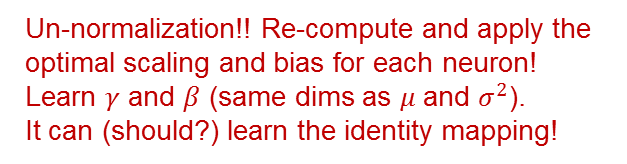 Un-normalization!! Re-compute and apply the
optimal scaling and bias for each neuron!
Learn γ and β (same dims as μ and σ²).
It can (should?) learn the identity mapping!